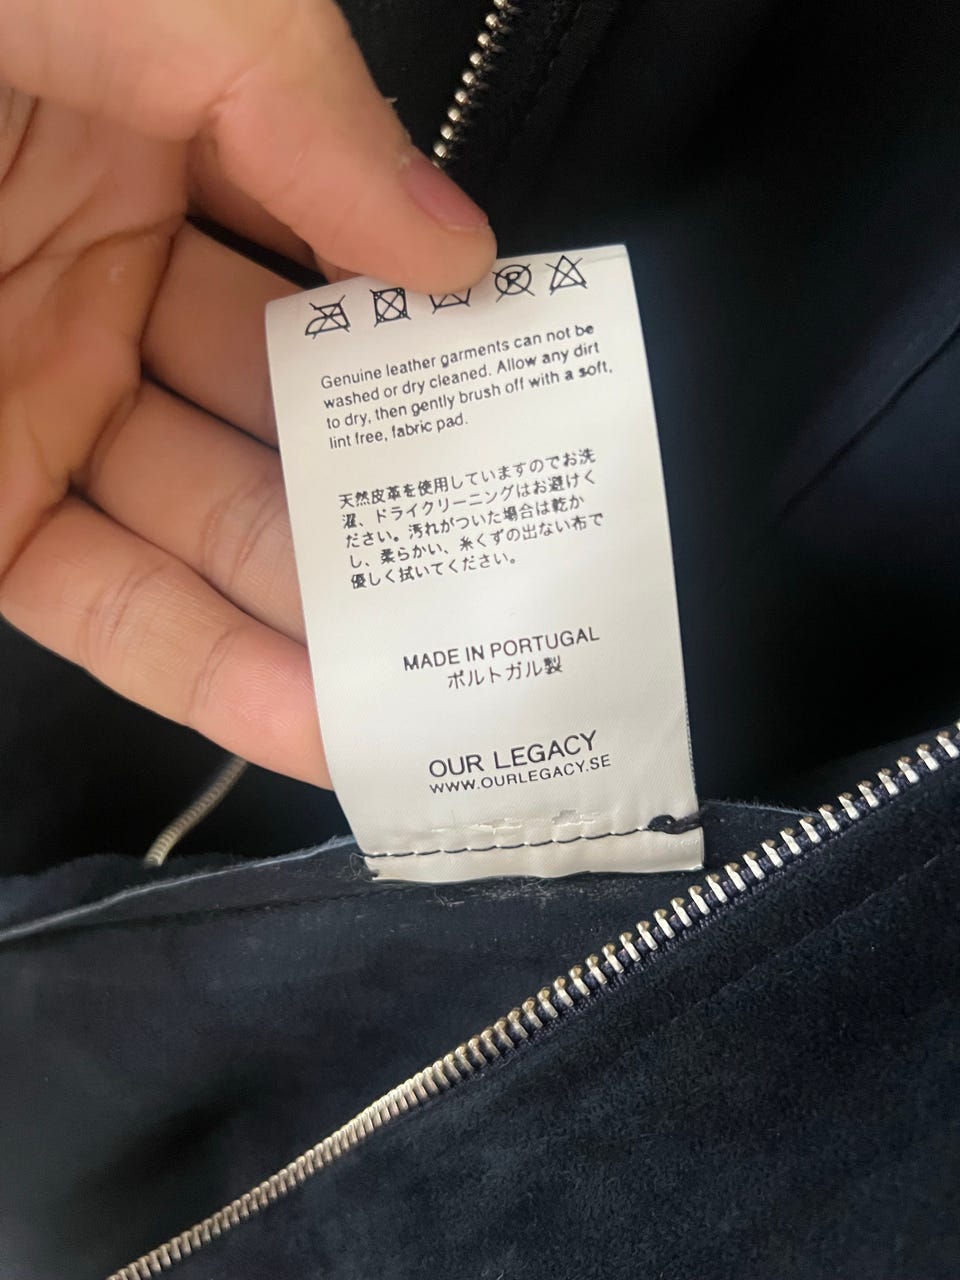 Genuine leather garments can not be
washed or dry cleaned. Allow any dirt
to dry, then gently brush off with a soft,
lint free, fabric pad.
天然皮革を使用していますのでお洗
濯、ドライクリーニングはお避けく
ださい。汚れがついた場合は乾か
し、柔らかい、糸くずの出ない布で
優しく拭いてください。
MADE IN PORTUGAL
ポルトガル製
OUR LEGACY
WWW.OURLEGACY.SE